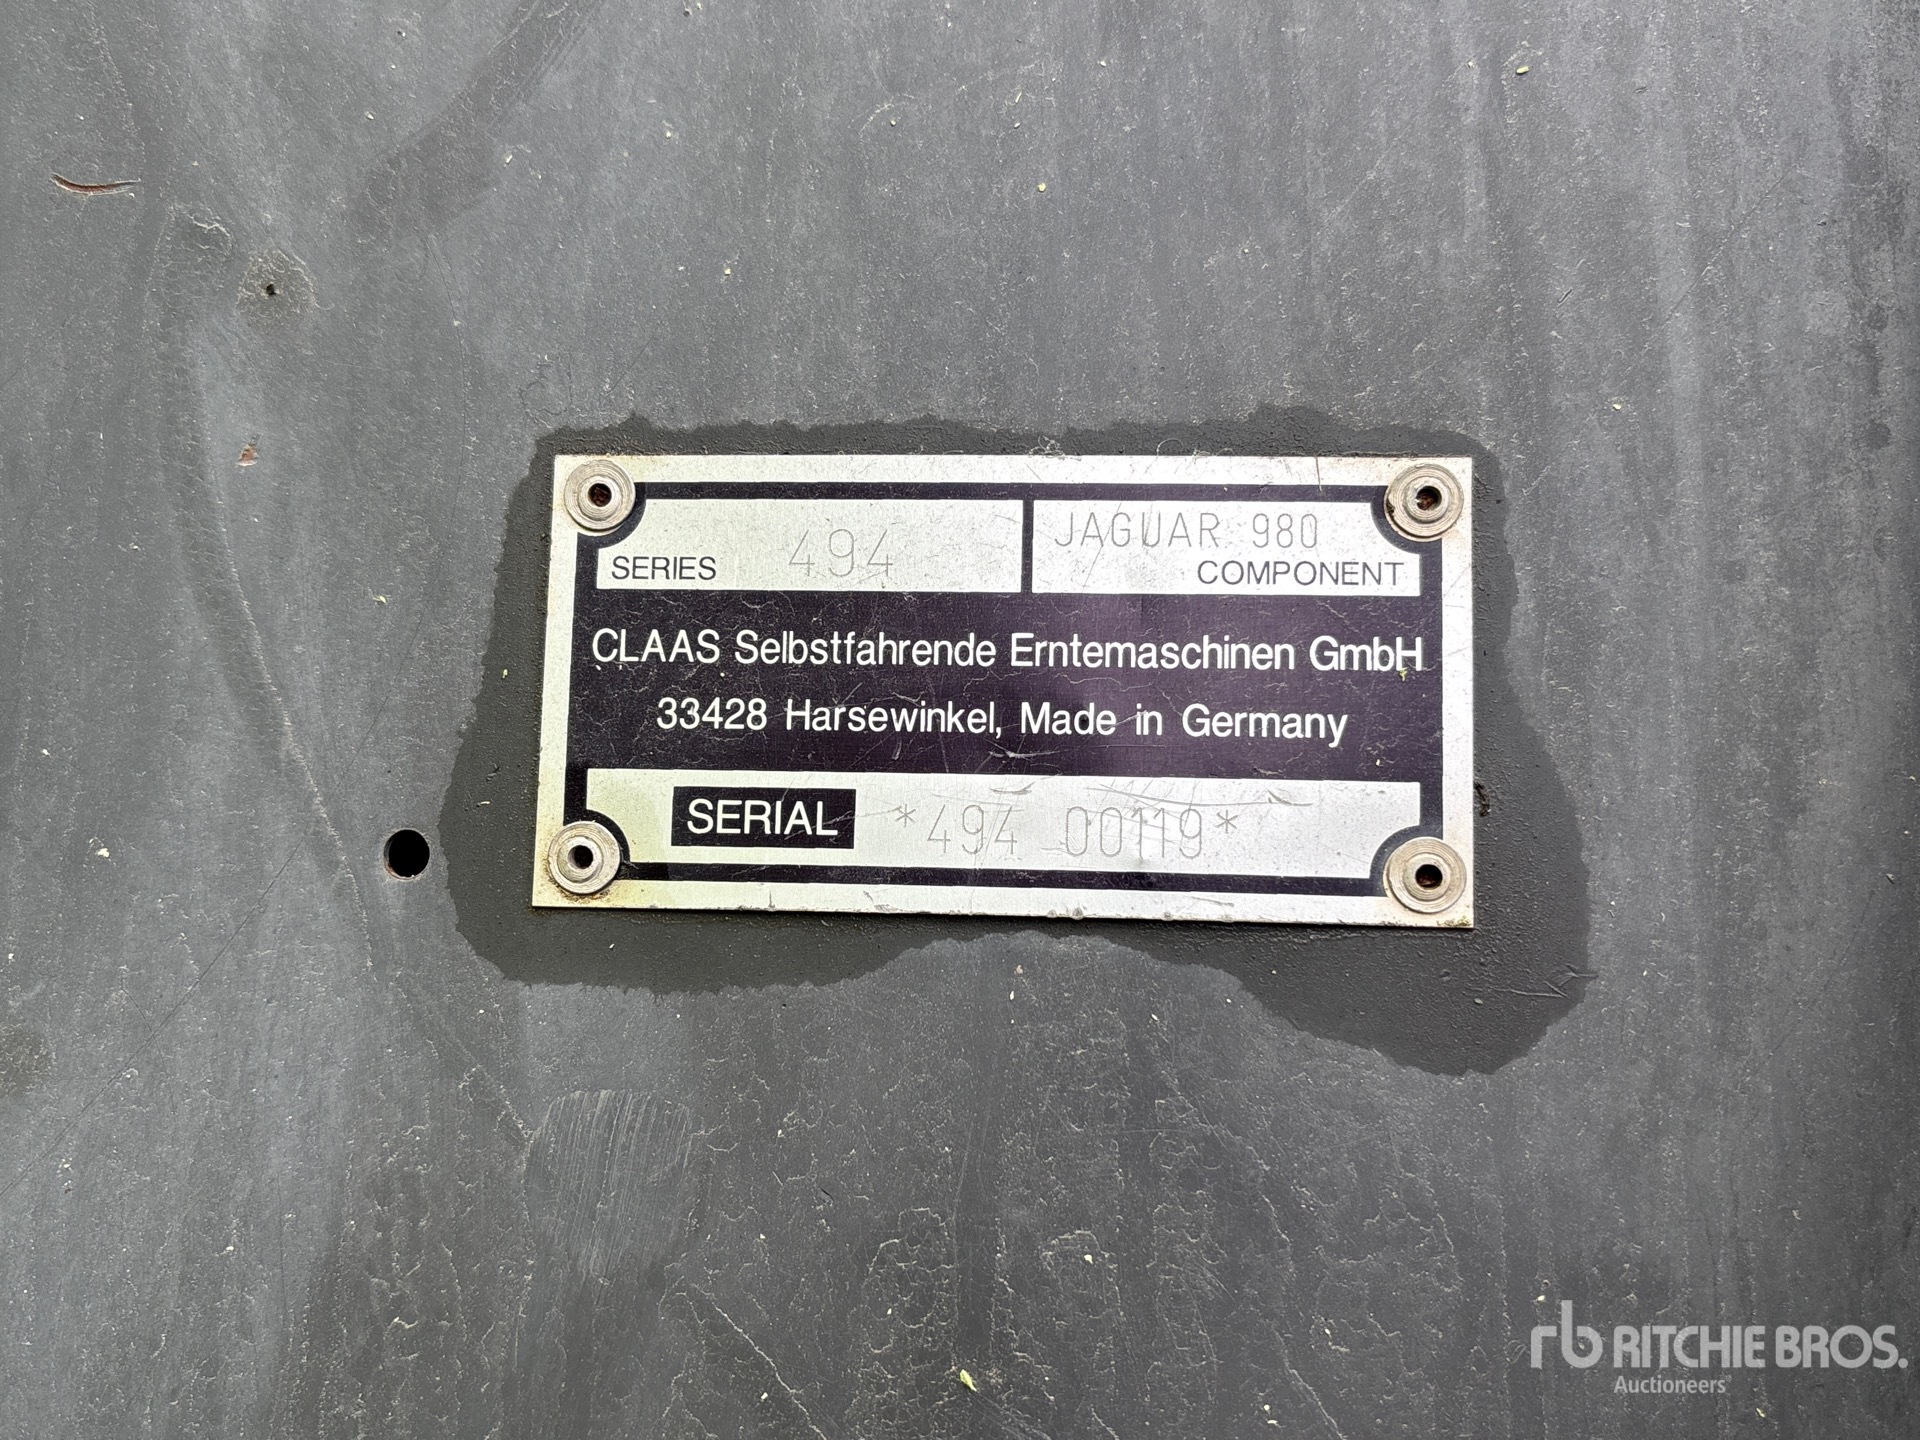 JAGUAR 980
SERIES 494
COMPONENT
CLAAS Selbstfahrende Erntemaschinen GmbH
33428 Harsewinkel, Made in Germany
SERIAL *494 00119*
rb RITCHIE BROS.
Auctioneers